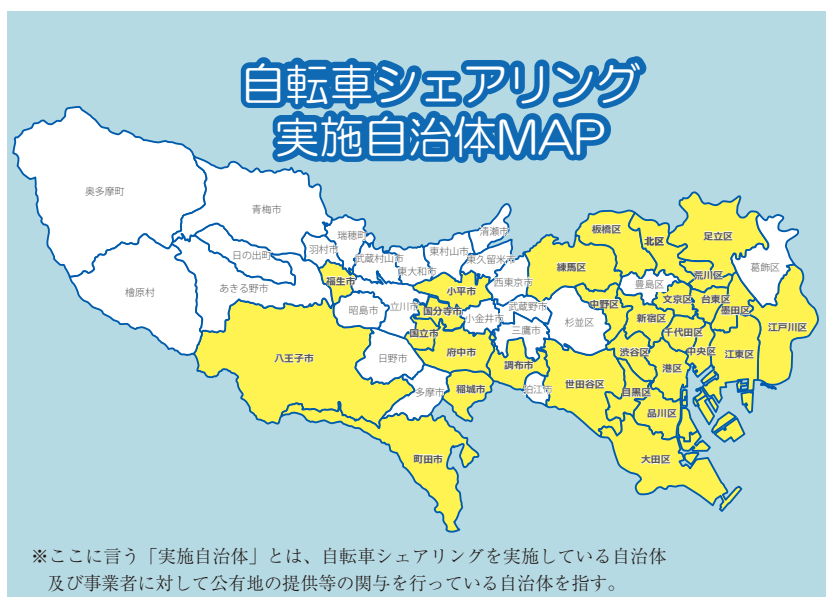 自転車シェアリング
実施自治体MAP
奥多摩町
青梅市
檜原村
日の出町
あきる野市
羽村市
瑞穂町
武蔵村山市
福生市
東大和市
東村山市
清瀬市
東久留米市
小平市
西東京市
昭島市
立川市
国分寺市
小金井市
武蔵野市
三鷹市
国立市
府中市
調布市
狛江市
八王子市
日野市
多摩市
稲城市
町田市
板橋区
北区
足立区
練馬区
荒川区
葛飾区
豊島区
文京区
台東区
墨田区
中野区
杉並区
新宿区
千代田区
江戸川区
渋谷区
中央区
江東区
港区
世田谷区
目黒区
品川区
大田区
※ここに言う「実施自治体」とは、自転車シェアリングを実施している自治体
及び事業者に対して公有地の提供等の関与を行っている自治体を指す。